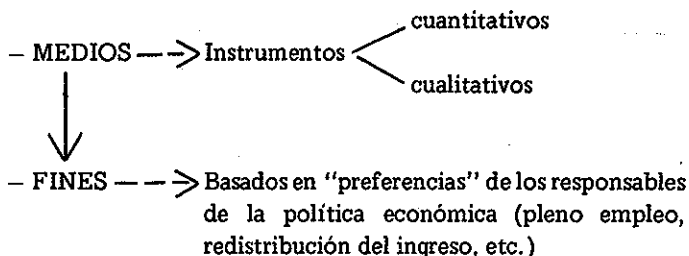 cuantitativos
– MEDIOS – –> Instrumentos
cualitativos
– FINES – – –> Basados en "preferencias" de los responsables
de la política económica (pleno empleo,
redistribución del ingreso, etc.)